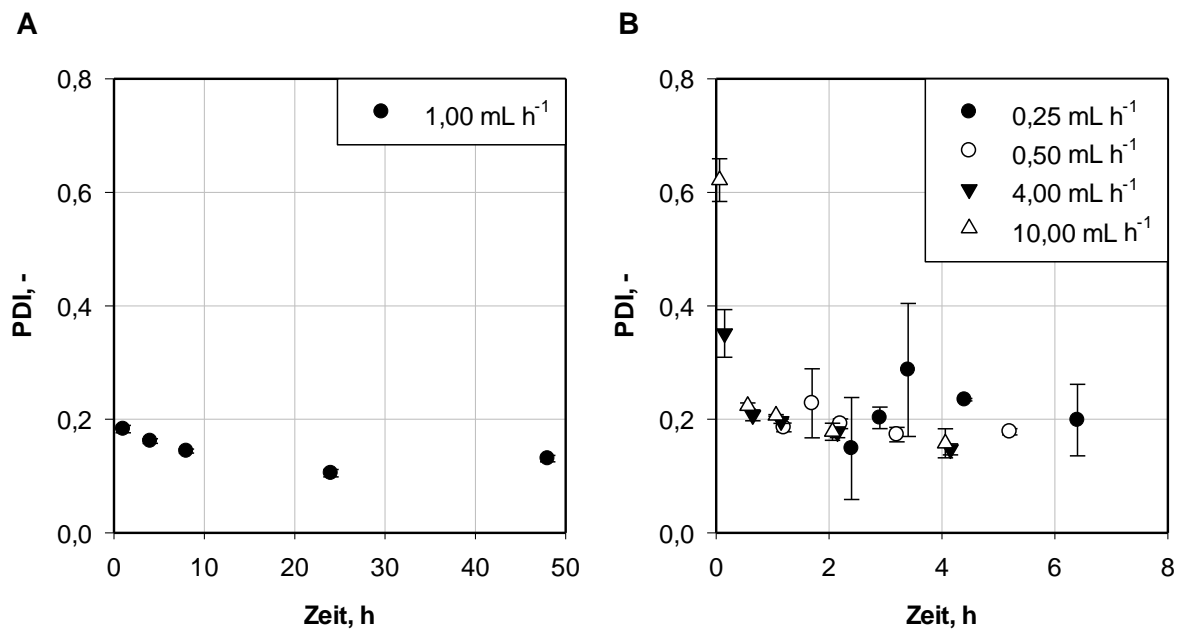 A
0,8
0,6
0,4
0,2
0,0
PDI, -
1,00 mL h⁻¹
0 10 20 30 40 50
Zeit, h
B
0,8
0,6
0,4
0,2
0,0
PDI, -
0,25 mL h⁻¹
0,50 mL h⁻¹
4,00 mL h⁻¹
10,00 mL h⁻¹
0 2 4 6 8
Zeit, h